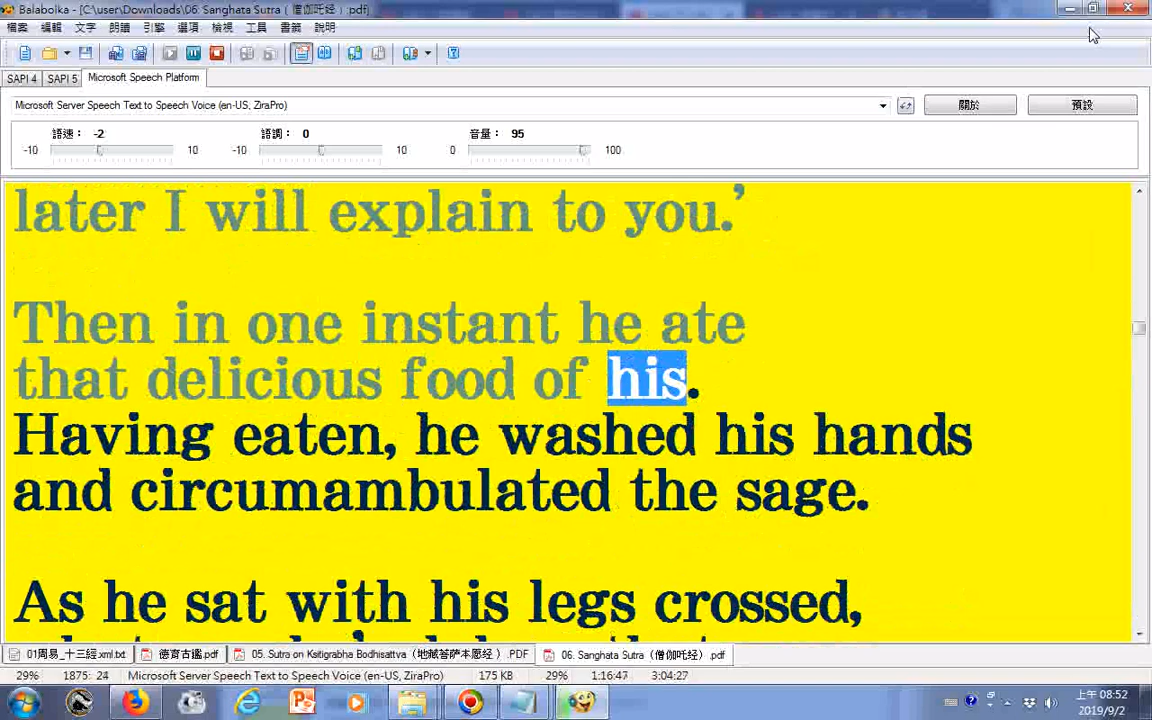 Balabolka - [C:\user\Downloads\06. Sanghata Sutra（僧伽吒经）.pdf]
檔案 編輯 文字 朗讀 引擎 選項 檢視 工具 書籤 說明
SAPI 4 SAPI 5 Microsoft Speech Platform
Microsoft Server Speech Text to Speech Voice (en-US, ZiraPro) 關於 預設
語速： -2 語調： 0 音量： 95
-10 10 -10 10 0 100
later I will explain to you.’
Then in one instant he ate
that delicious food of his.
Having eaten, he washed his hands
and circumambulated the sage.
As he sat with his legs crossed,
01周易_十三經.xml.txt 德育古鑑.pdf 05. Sutra on Ksitigrabha Bodhisattva（地藏菩萨本愿经）.PDF 06. Sanghata Sutra（僧伽吒经）.pdf
29% 1875: 24 Microsoft Server Speech Text to Speech Voice (en-US, ZiraPro) 175 KB 29% 1:16:47 3:04:27
上午 08:52
2019/9/2